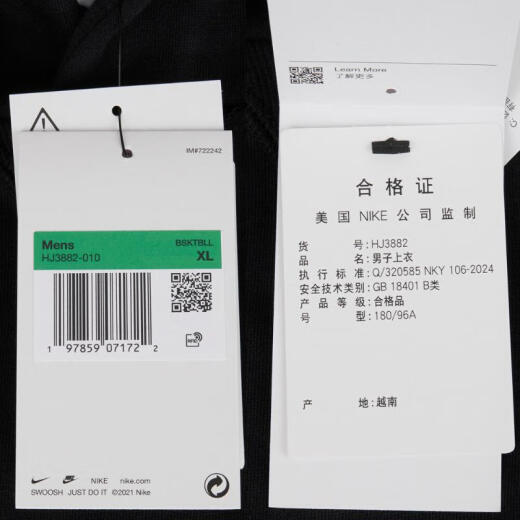 IM#722242
Mens
BSKTBLL
HJ3882-010
XL
RFID
1 97859 07172 2
NIKE nike.com
SWOOSH JUST DO IT ©2021 Nike
Learn More
了解更多
合格证
美国 NIKE 公司监制
货号:HJ3882
品名:男子上衣
执行标准:Q/320585 NKY 106-2024
安全技术类别:GB 18401 B类
产品等级:合格品
号型:180/96A
产地:越南